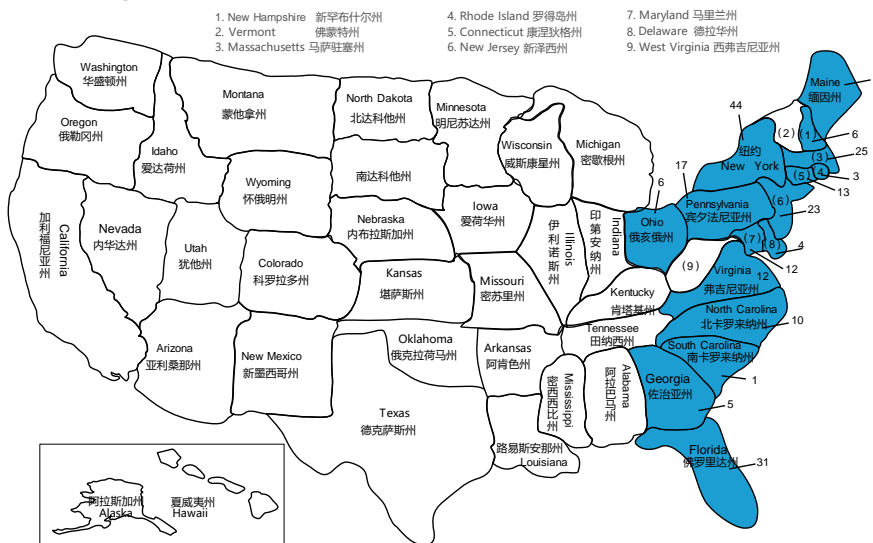 1. New Hampshire 新罕布什尔州
2. Vermont 佛蒙特州
3. Massachusetts 马萨驻塞州
4. Rhode Island 罗得岛州
5. Connecticut 康涅狄格州
6. New Jersey 新泽西州
7. Maryland 马里兰州
8. Delaware 德拉华州
9. West Virginia 西弗吉尼亚州
Washington
华盛顿州
Oregon
俄勒冈州
Idaho
爱达荷州
Montana
蒙他拿州
North Dakota
北达科他州
Minnesota
明尼苏达州
南达科他州
Wyoming
怀俄明州
Wisconsin
威斯康星州
Michigan
密歇根州
Maine
缅因州
44
(2)
(1)
6
纽约
New York
(3)
25
(5)
(4)
3
13
17
Pennsylvania
宾夕法尼亚州
(6)
23
6
Ohio
俄亥俄州
(7)
(8)
4
12
(9)
Virginia
弗吉尼亚州
12
California
加利福尼亚州
Nevada
内华达州
Utah
犹他州
Colorado
科罗拉多州
Nebraska
内布拉斯加州
Iowa
爱荷华州
Illinois
伊利诺斯州
Indiana
印第安纳州
Kansas
堪萨斯州
Missouri
密苏里州
Kentucky
肯塔基州
North Carolina
北卡罗来纳州
10
Tennessee
田纳西州
South Carolina
南卡罗来纳州
1
Arizona
亚利桑那州
New Mexico
新墨西哥州
Oklahoma
俄克拉荷马州
Arkansas
阿肯色州
Mississippi
密西西比州
Alabama
阿拉巴马州
Georgia
佐治亚州
5
Texas
德克萨斯州
路易斯安那州
Louisiana
Florida
佛罗里达州
31
阿拉斯加州
Alaska
夏威夷州
Hawaii